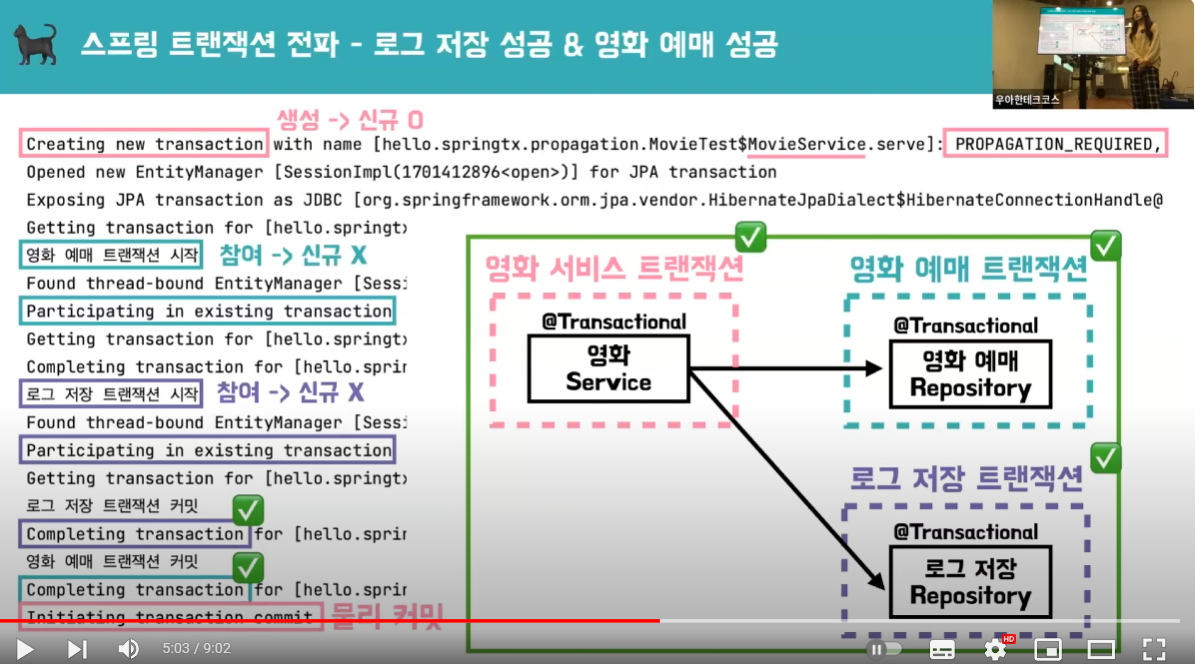 스프링 트랜잭션 전파 - 로그 저장 성공 & 영화 예매 성공
우아한테크코스
생성 -> 신규 O
Creating new transaction with name [hello.springtx.propagation.MovieTest$MovieService.serve]: PROPAGATION_REQUIRED,
Opened new EntityManager [SessionImpl(1701412896<open>)] for JPA transaction
Exposing JPA transaction as JDBC [org.springframework.orm.jpa.vendor.HibernateJpaDialect$HibernateConnectionHandle@
Getting transaction for [hello.springtx
영화 예매 트랜잭션 시작 참여 -> 신규 X
Found thread-bound EntityManager [Sessi
Participating in existing transaction
Getting transaction for [hello.springtx
Completing transaction for [hello.sprin
로그 저장 트랜잭션 시작 참여 -> 신규 X
Found thread-bound EntityManager [Sessi
Participating in existing transaction
Getting transaction for [hello.springtx
로그 저장 트랜잭션 커밋
Completing transaction for [hello.sprin
영화 예매 트랜잭션 커밋
Completing transaction for [hello.sprin
Initiating transaction commit 물리 커밋
영화 서비스 트랜잭션
@Transactional
영화
Service
영화 예매 트랜잭션
@Transactional
영화 예매
Repository
로그 저장 트랜잭션
@Transactional
로그 저장
Repository
5:03 / 9:02
HD